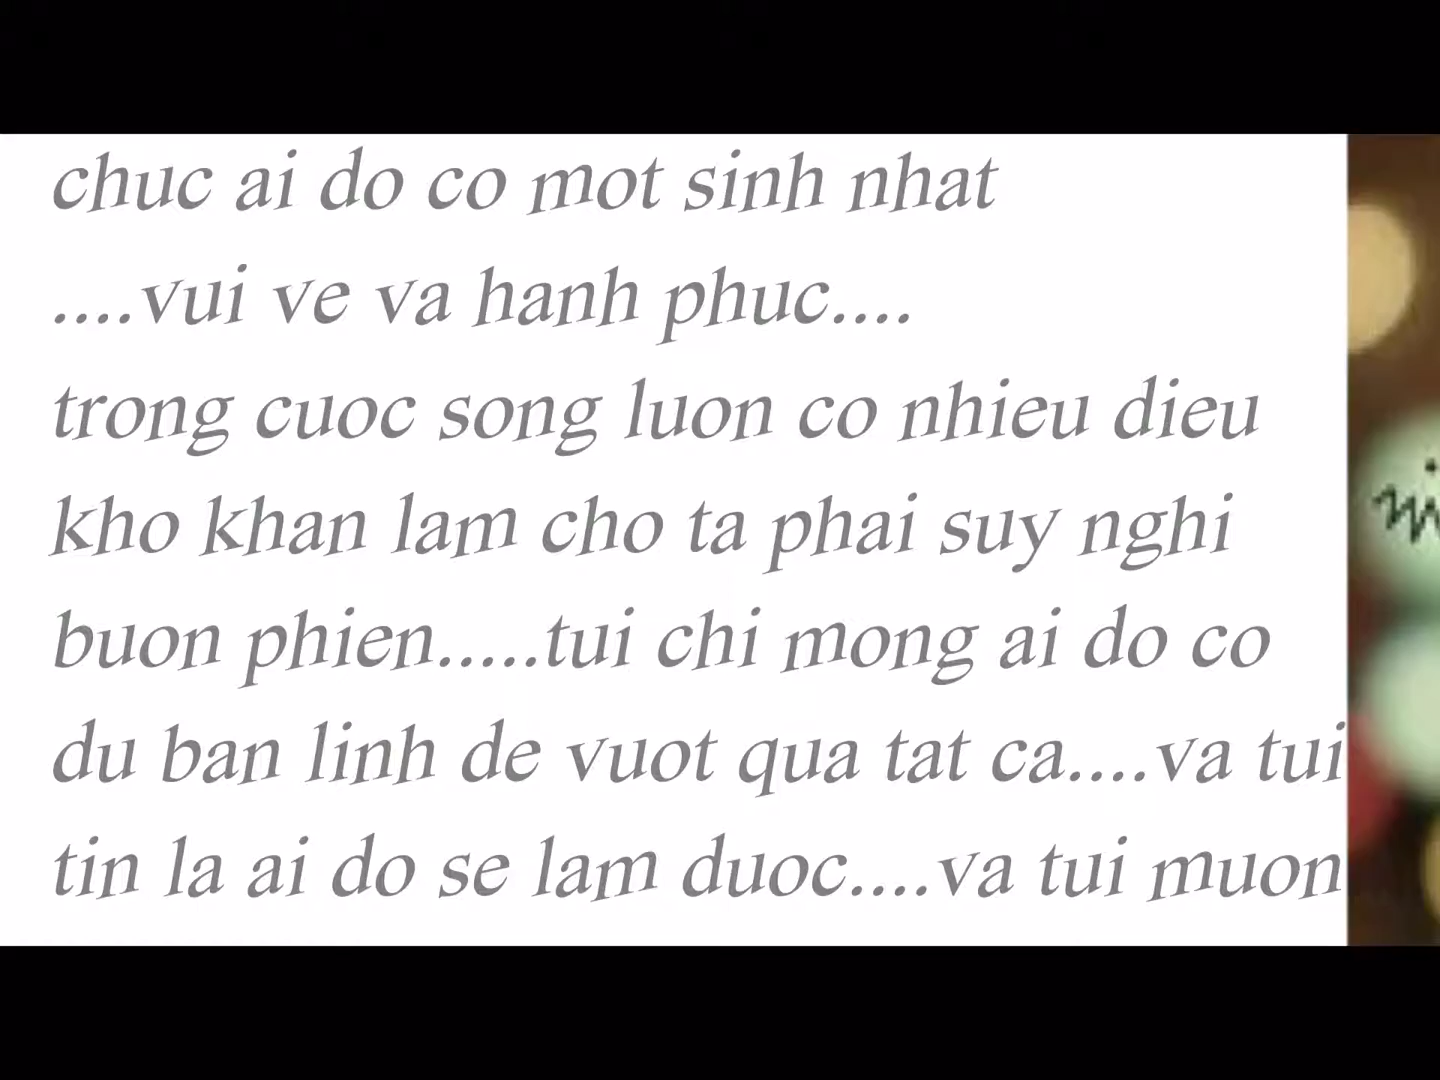 chuc ai do co mot sinh nhat
....vui ve va hanh phuc....
trong cuoc song luon co nhieu dieu
kho khan lam cho ta phai suy nghi
buon phien.....tui chi mong ai do co
du ban linh de vuot qua tat ca....va tui
tin la ai do se lam duoc....va tui muon